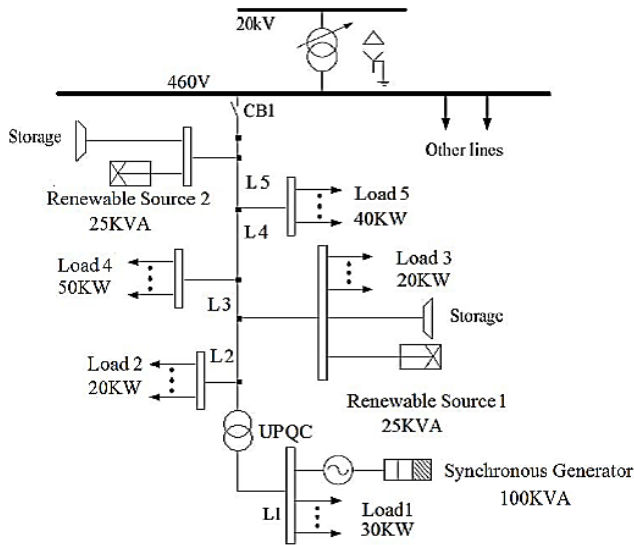 20kV
460V
CB1
Other lines
Storage
Renewable Source 2
25KVA
L5
Load 5
40KW
L4
Load 4
50KW
L3
Load 3
20KW
Storage
L2
Load 2
20KW
Renewable Source 1
25KVA
UPQC
Synchronous Generator
100KVA
L1
Load1
30KW